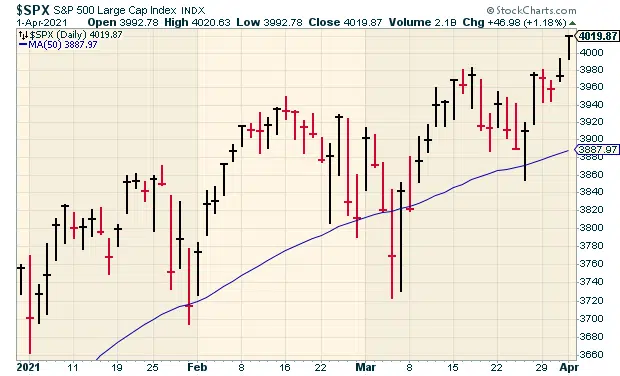 $SPX S&P 500 Large Cap Index INDX
© StockCharts.com
1-Apr-2021
Open 3992.78 High 4020.63 Low 3992.78 Close 4019.87 Volume 2.1B Chg +46.98 (+1.18%)
$SPX (Daily) 4019.87
MA(50) 3887.97
4019.87
4000
3980
3960
3940
3920
3900
3887.97
3880
3860
3840
3820
3800
3780
3760
3740
3720
3700
3680
3660
2021 11 19 25 Feb 8 16 22 Mar 8 15 22 29 Apr